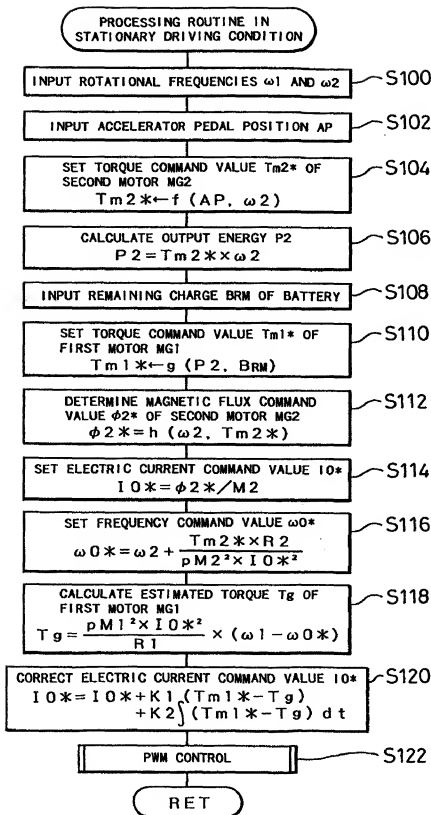 PROCESSING ROUTINE IN
STATIONARY DRIVING CONDITION
INPUT ROTATIONAL FREQUENCIES ω1 AND ω2
S100
INPUT ACCELERATOR PEDAL POSITION AP
S102
SET TORQUE COMMAND VALUE Tm2* OF
SECOND MOTOR MG2
Tm2*←f (AP, ω2)
S104
CALCULATE OUTPUT ENERGY P2
P2=Tm2*×ω2
S106
INPUT REMAINING CHARGE BRM OF BATTERY
S108
SET TORQUE COMMAND VALUE Tm1* OF
FIRST MOTOR MG1
Tm1*←g (P2, BRM)
S110
DETERMINE MAGNETIC FLUX COMMAND
VALUE φ2* OF SECOND MOTOR MG2
φ2*=h (ω2, Tm2*)
S112
SET ELECTRIC CURRENT COMMAND VALUE I0*
I0*=φ2*/M2
S114
SET FREQUENCY COMMAND VALUE ω0*
ω0*=ω2+ Tm2*×R2 / pM2²×I0*²
S116
CALCULATE ESTIMATED TORQUE Tg OF
FIRST MOTOR MG1
Tg= pM1²×I0*² / R1 ×(ω1−ω0*)
S118
CORRECT ELECTRIC CURRENT COMMAND VALUE I0*
I0*=I0*+K1 (Tm1*−Tg)
+K2∫(Tm1*−Tg) dt
S120
PWM CONTROL
S122
RET